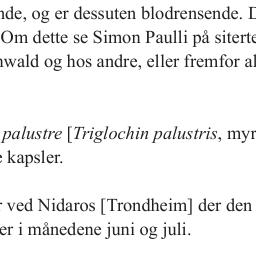 nde, og er dessuten blodrensende. D
Om dette se Simon Paulli på siterte
nwald og hos andre, eller fremfor al
palustre [Triglochin palustris, myr
e kapsler.
r ved Nidaros [Trondheim] der den
er i månedene juni og juli.